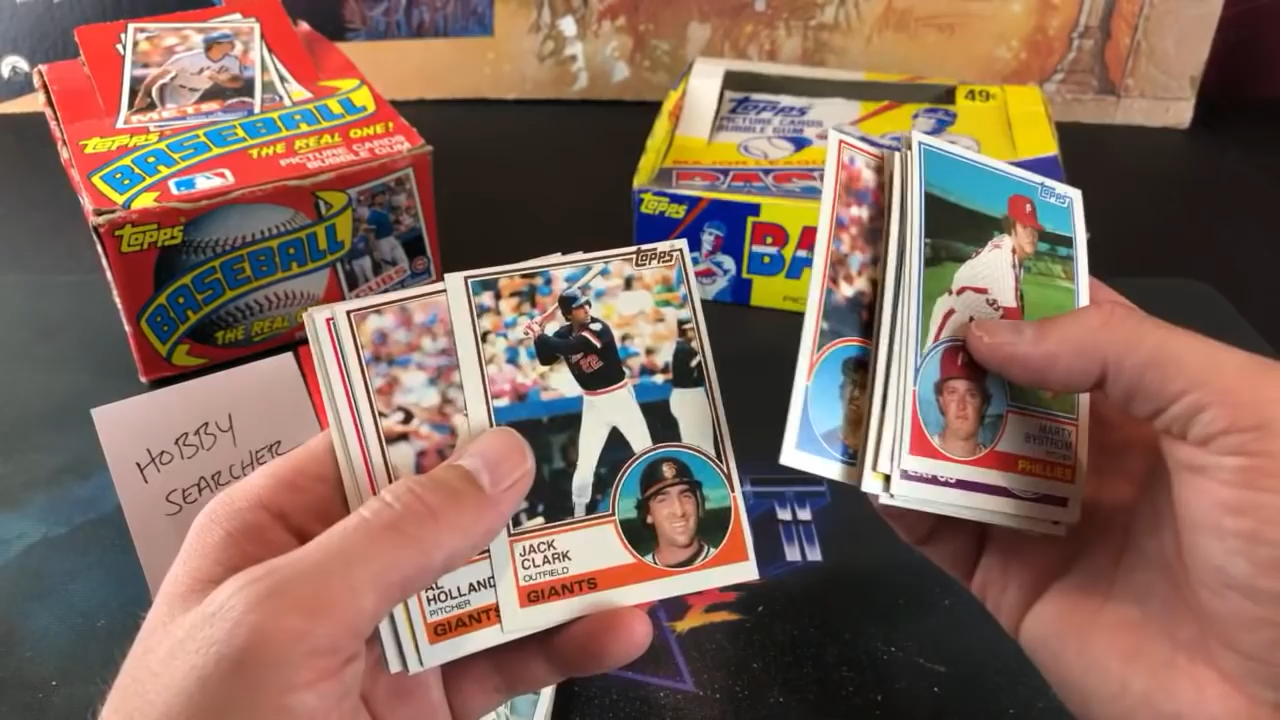 METS
TOPPS
BASEBALL
THE REAL ONE!
PICTURE CARDS
BUBBLE GUM
TOPPS
BASEBALL
THE REAL
CUBS
HOBBY
SEARCHER
TOPPS
PICTURE CARDS
BUBBLE GUM
49¢
TOPPS
TOPPS
22
JACK
CLARK
OUTFIELD
GIANTS
AL
HOLLAND
PITCHER
GIANTS
TOPPS
MARTY
BYSTROM
PITCHER
PHILLIES